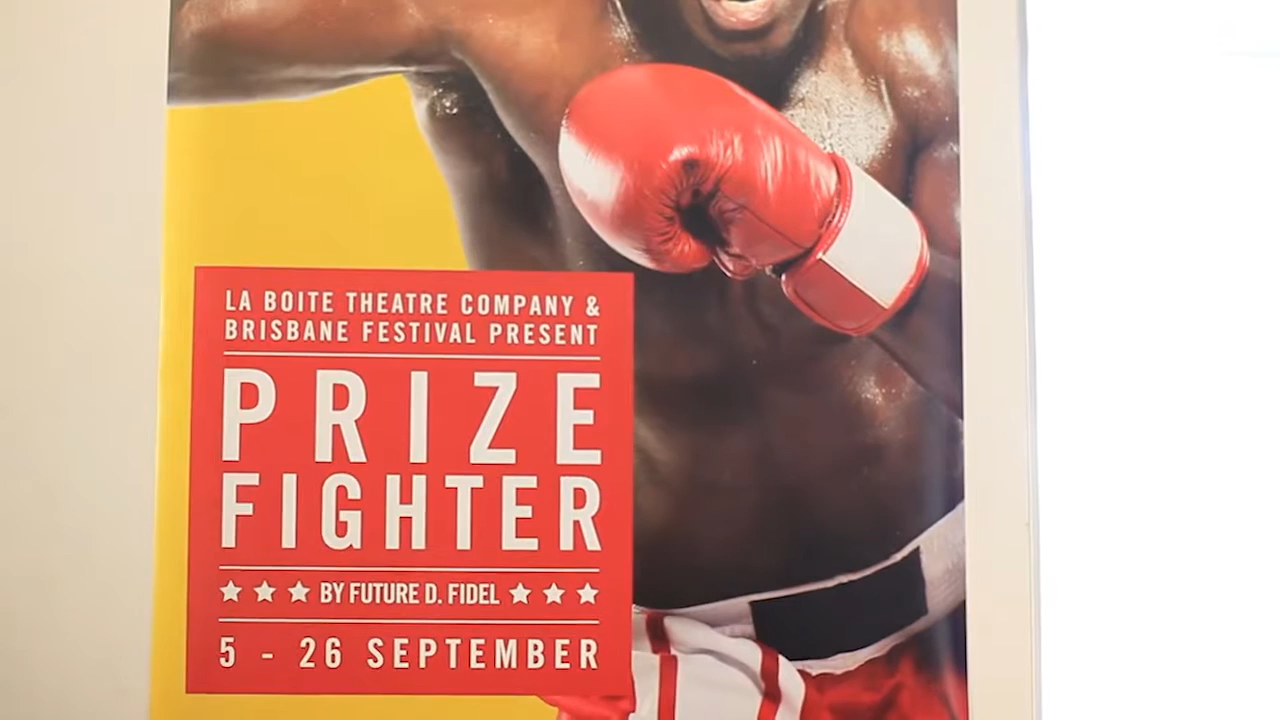 LA BOITE THEATRE COMPANY &
BRISBANE FESTIVAL PRESENT
PRIZE
FIGHTER
★ ★ ★ BY FUTURE D. FIDEL ★ ★ ★
5 - 26 SEPTEMBER